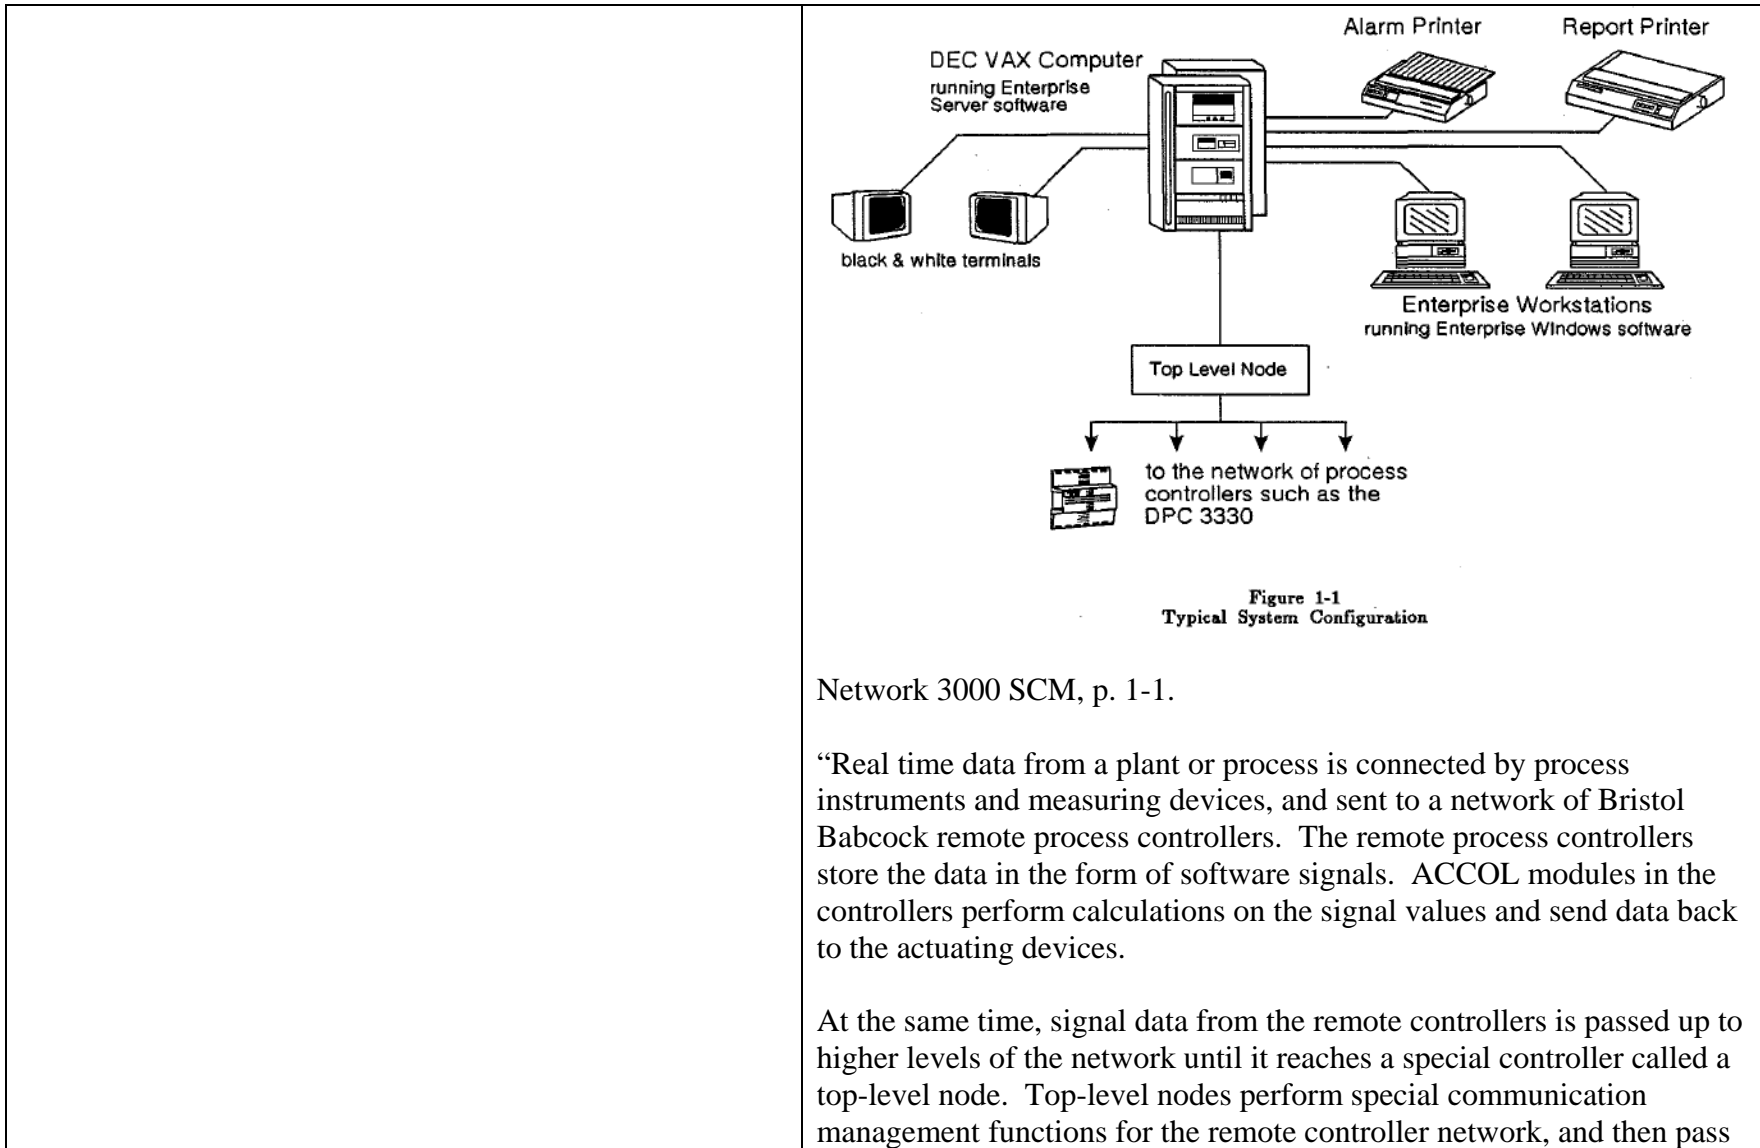 Alarm Printer
Report Printer
DEC VAX Computer
running Enterprise
Server software
black & white terminals
Enterprise Workstations
running Enterprise Windows software
Top Level Node
to the network of process
controllers such as the
DPC 3330
Figure 1-1
Typical System Configuration
Network 3000 SCM, p. 1-1.
“Real time data from a plant or process is connected by process
instruments and measuring devices, and sent to a network of Bristol
Babcock remote process controllers.  The remote process controllers
store the data in the form of software signals.  ACCOL modules in the
controllers perform calculations on the signal values and send data back
to the actuating devices.
At the same time, signal data from the remote controllers is passed up to
higher levels of the network until it reaches a special controller called a
top-level node.  Top-level nodes perform special communication
management functions for the remote controller network, and then pass